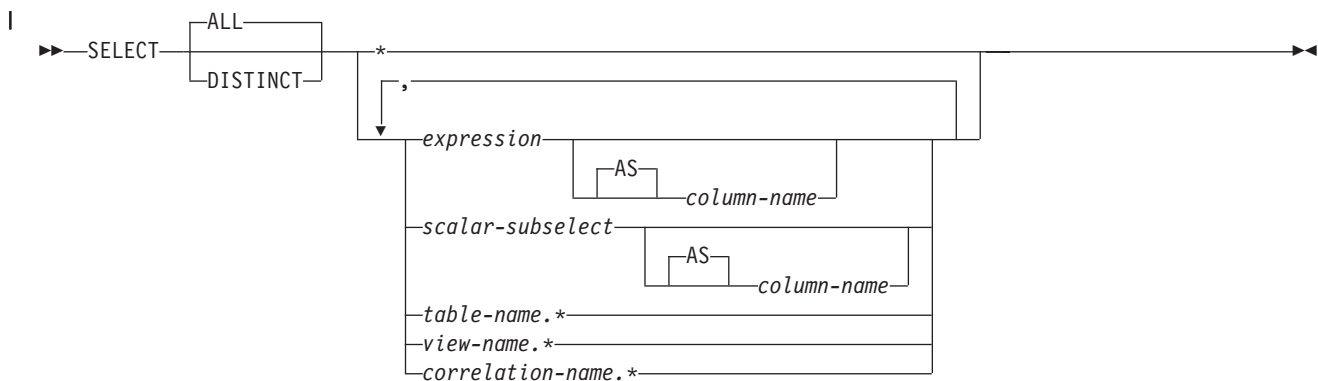 ALL
SELECT *
DISTINCT ,
expression
AS
column-name
scalar-subselect
AS
column-name
table-name.*
view-name.*
correlation-name.*